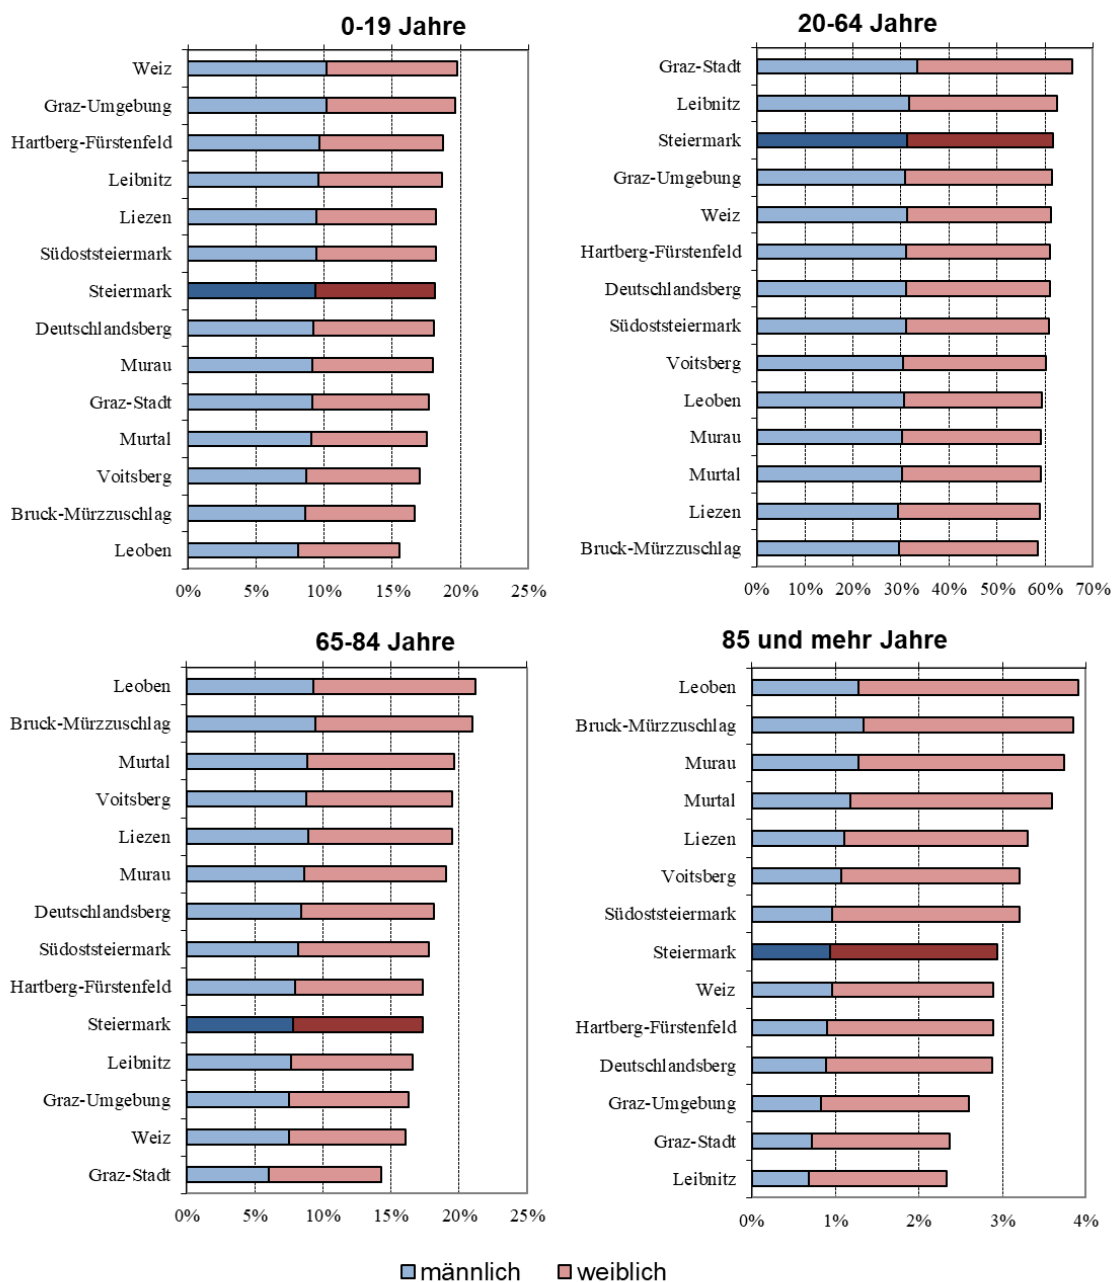 0-19 Jahre
Weiz
Graz-Umgebung
Hartberg-Fürstenfeld
Leibnitz
Liezen
Südoststeiermark
Steiermark
Deutschlandsberg
Murau
Graz-Stadt
Murtal
Voitsberg
Bruck-Mürzzuschlag
Leoben
0% 5% 10% 15% 20% 25%
20-64 Jahre
Graz-Stadt
Leibnitz
Steiermark
Graz-Umgebung
Weiz
Hartberg-Fürstenfeld
Deutschlandsberg
Südoststeiermark
Voitsberg
Leoben
Murau
Murtal
Liezen
Bruck-Mürzzuschlag
0% 10% 20% 30% 40% 50% 60% 70%
65-84 Jahre
Leoben
Bruck-Mürzzuschlag
Murtal
Voitsberg
Liezen
Murau
Deutschlandsberg
Südoststeiermark
Hartberg-Fürstenfeld
Steiermark
Leibnitz
Graz-Umgebung
Weiz
Graz-Stadt
0% 5% 10% 15% 20% 25%
85 und mehr Jahre
Leoben
Bruck-Mürzzuschlag
Murau
Murtal
Liezen
Voitsberg
Südoststeiermark
Steiermark
Weiz
Hartberg-Fürstenfeld
Deutschlandsberg
Graz-Umgebung
Graz-Stadt
Leibnitz
0% 1% 2% 3% 4%
männlich weiblich